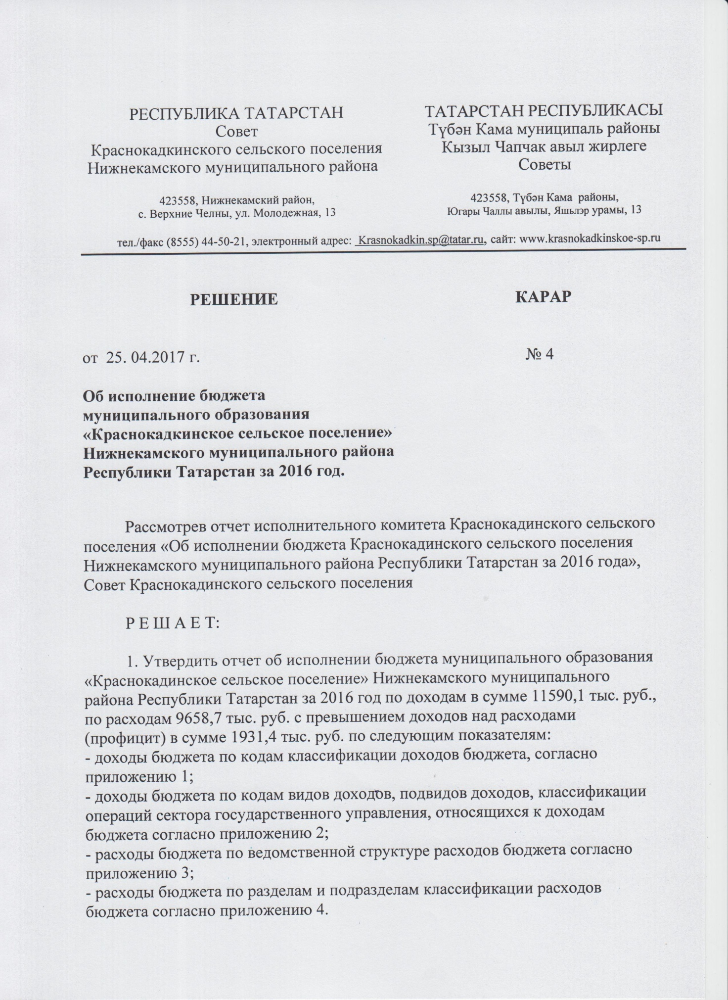 РЕСПУБЛИКА ТАТАРСТАН
Совет
Краснокадкинского сельского поселения
Нижнекамского муниципального района
423558, Нижнекамский район,
с. Верхние Челны, ул. Молодежная, 13
ТАТАРСТАН РЕСПУБЛИКАСЫ
Түбән Кама муниципаль районы
Кызыл Чапчак авыл жирлеге
Советы
423558, Түбән Кама районы,
Югары Чаллы авылы, Яшьлэр урамы, 13
тел./факс (8555) 44-50-21, электронный адрес: Krasnokadkin.sp@tatar.ru, сайт: www.krasnokadkinskoe-sp.ru
РЕШЕНИЕ
КАРАР
от 25. 04.2017 г.
№ 4
Об исполнение бюджета
муниципального образования
«Краснокадкинское сельское поселение»
Нижнекамского муниципального района
Республики Татарстан за 2016 год.
Рассмотрев отчет исполнительного комитета Краснокадинского сельского
поселения «Об исполнении бюджета Краснокадинского сельского поселения
Нижнекамского муниципального района Республики Татарстан за 2016 года»,
Совет Краснокадинского сельского поселения
Р Е Ш А Е Т:
1. Утвердить отчет об исполнении бюджета муниципального образования
«Краснокадинское сельское поселение» Нижнекамского муниципального
района Республики Татарстан за 2016 год по доходам в сумме 11590,1 тыс. руб.,
по расходам 9658,7 тыс. руб. с превышением доходов над расходами
(профицит) в сумме 1931,4 тыс. руб. по следующим показателям:
- доходы бюджета по кодам классификации доходов бюджета, согласно
приложению 1;
- доходы бюджета по кодам видов доходов, подвидов доходов, классификации
операций сектора государственного управления, относящихся к доходам
бюджета согласно приложению 2;
- расходы бюджета по ведомственной структуре расходов бюджета согласно
приложению 3;
- расходы бюджета по разделам и подразделам классификации расходов
бюджета согласно приложению 4.